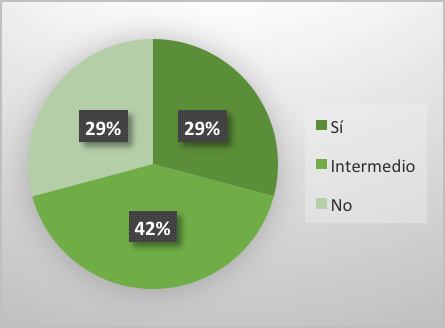 29%
29%
42%
Sí
Intermedio
No